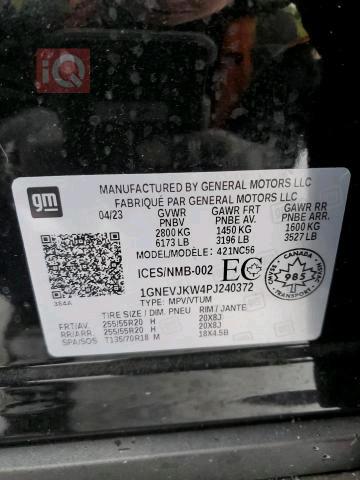 iQ
gm
MANUFACTURED BY GENERAL MOTORS LLC
FABRIQUÉ PAR GENERAL MOTORS LLC
04/23 GVWR GAWR FRT GAWR RR
PNBV PNBE AV. PNBE ARR.
2800 KG 1450 KG 1600 KG
6173 LB 3196 LB 3527 LB
MODEL/MODÈLE: 421NC56
ICES/NMB-002 EC
CANADA
985
1GNEVJKW4PJ240372
384A
TYPE: MPV/VTUM
TIRE SIZE / DIM. PNEU RIM / JANTE
FRT/AV. 255/55R20 H 20X8J
RR/ARR. 255/55R20 H 20X8J
SPA/SOS T135/70R18 M 18X4.5B